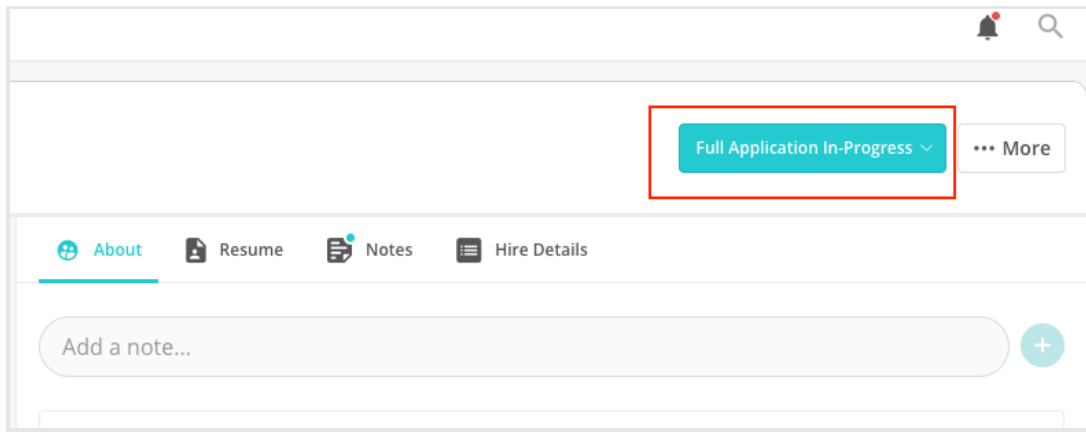 Full Application In-Progress
••• More
About
Resume
Notes
Hire Details
Add a note...